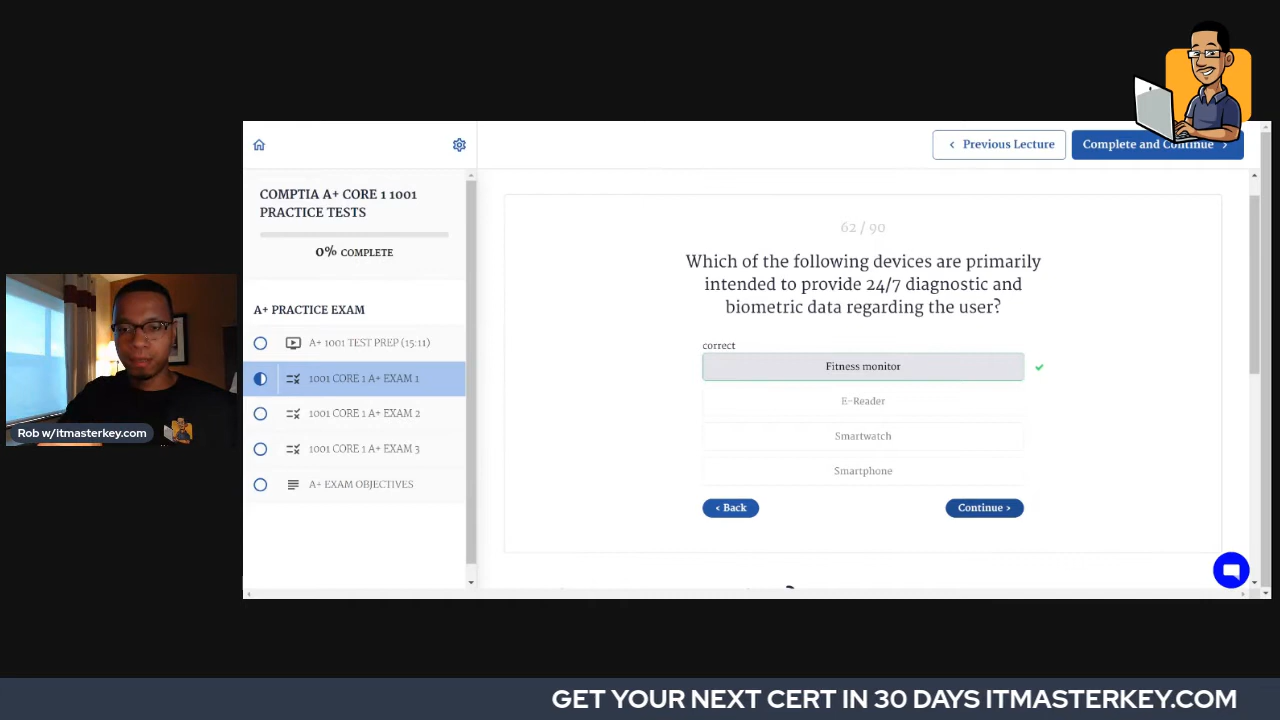 Previous Lecture
Complete and Continue
COMPTIA A+ CORE 1 1001
PRACTICE TESTS
0% COMPLETE
A+ PRACTICE EXAM
A+ 1001 TEST PREP (15:11)
1001 CORE 1 A+ EXAM 1
1001 CORE 1 A+ EXAM 2
1001 CORE 1 A+ EXAM 3
A+ EXAM OBJECTIVES
62 / 90
Which of the following devices are primarily
intended to provide 24/7 diagnostic and
biometric data regarding the user?
correct
Fitness monitor
E-Reader
Smartwatch
Smartphone
< Back
Continue >
Rob w/itmasterkey.com
GET YOUR NEXT CERT IN 30 DAYS ITMASTERKEY.COM